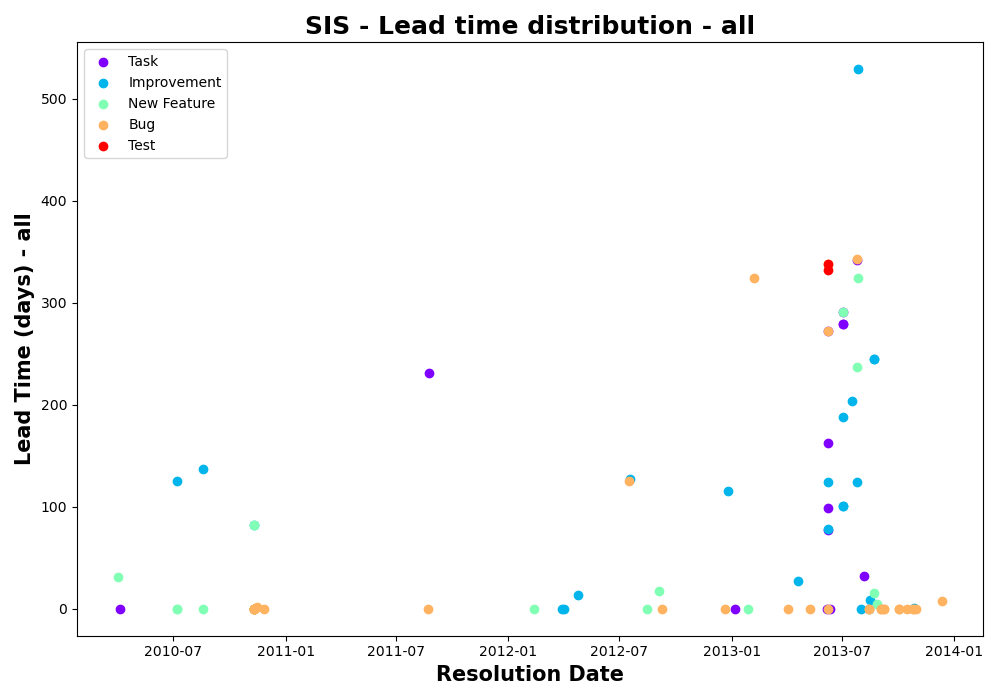 SIS - Lead time distribution - all
Task
Improvement
New Feature
Bug
Test
Lead Time (days) - all
500
400
300
200
100
0
2010-07 2011-01 2011-07 2012-01 2012-07 2013-01 2013-07 2014-01
Resolution Date